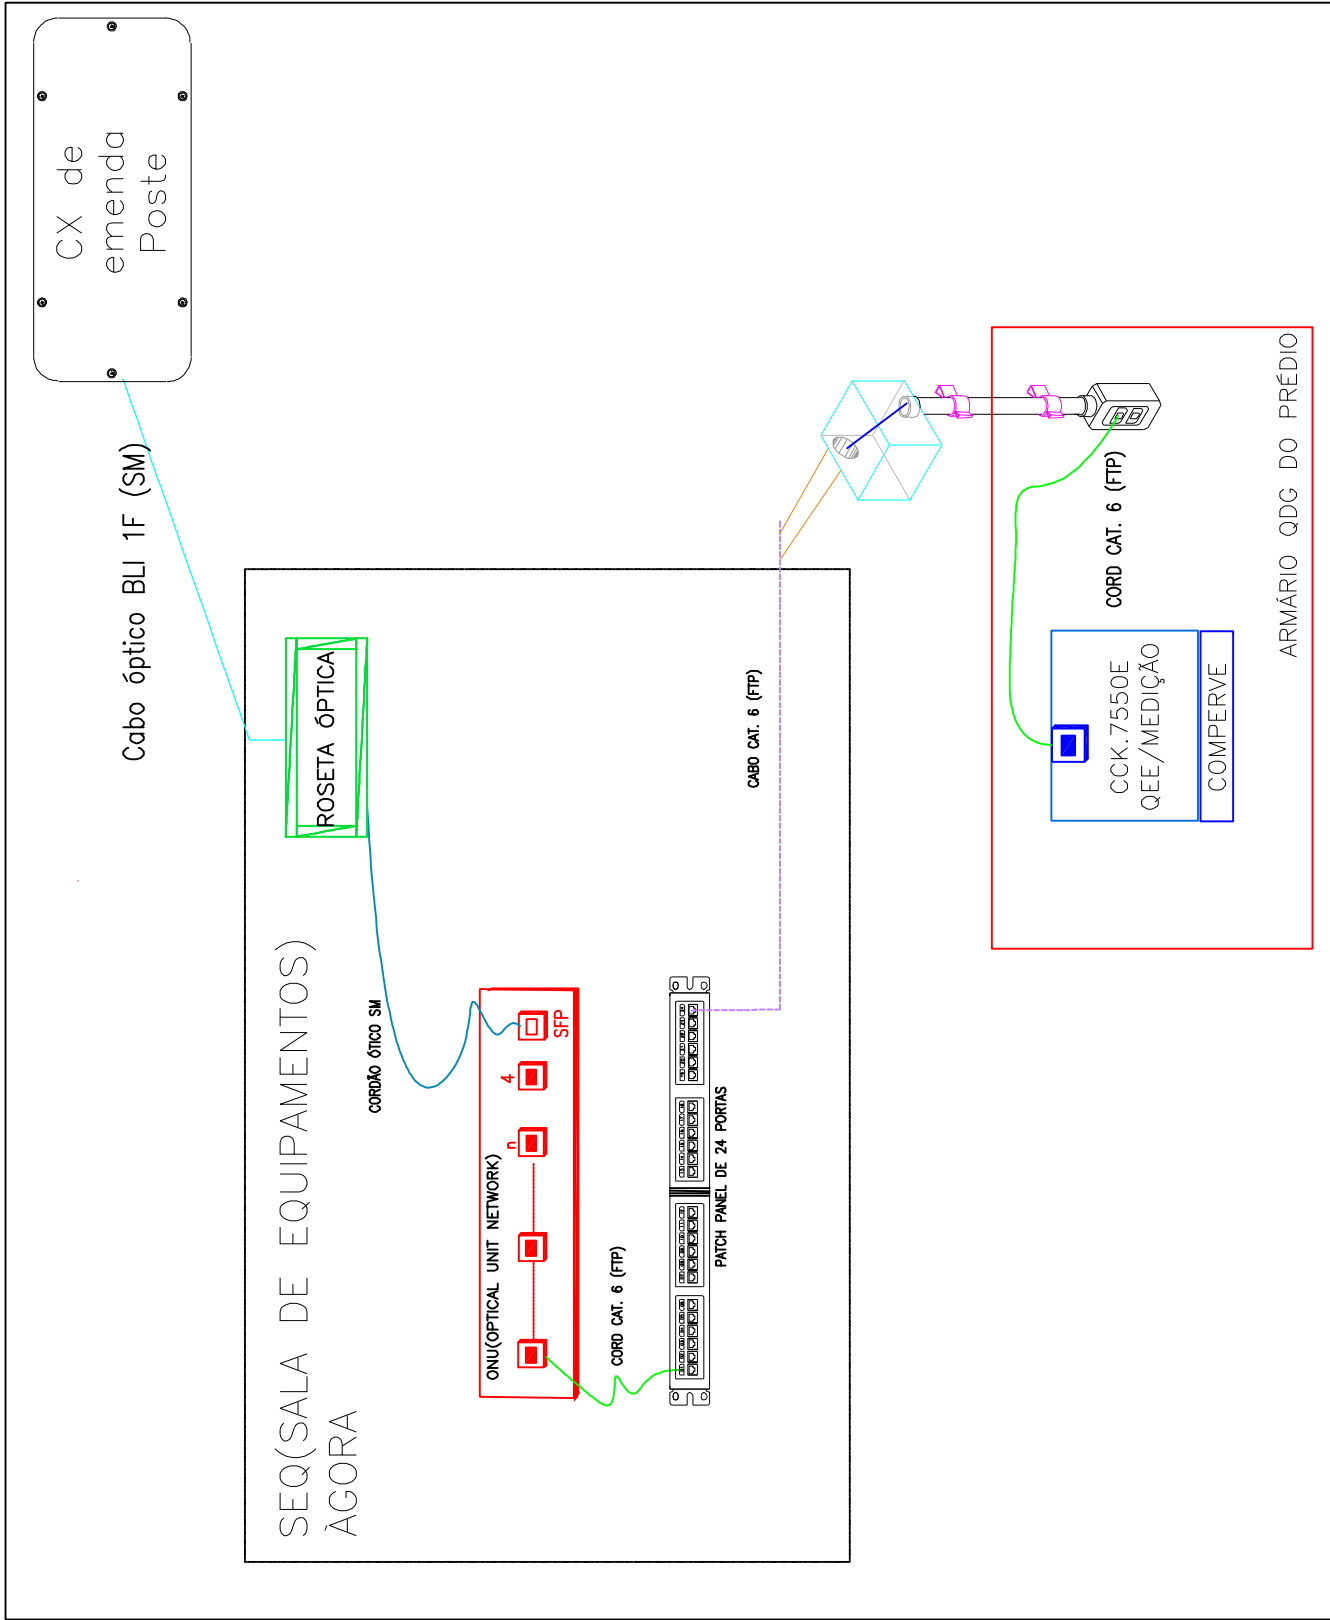 CX de
emenda
Poste
Cabo óptico BLI 1F (SM)
SEQ(SALA DE EQUIPAMENTOS)
ÀGORA
ROSETA ÓPTICA
CORDÃO ÓTICO SM
ONU(OPTICAL UNIT NETWORK)
n
4
SFP
CORD CAT. 6 (FTP)
PATCH PANEL DE 24 PORTAS
CABO CAT. 6 (FTP)
CORD CAT. 6 (FTP)
CCK.7550E
QEE/MEDIÇÃO
COMPERVE
ARMÁRIO QDG DO PRÉDIO